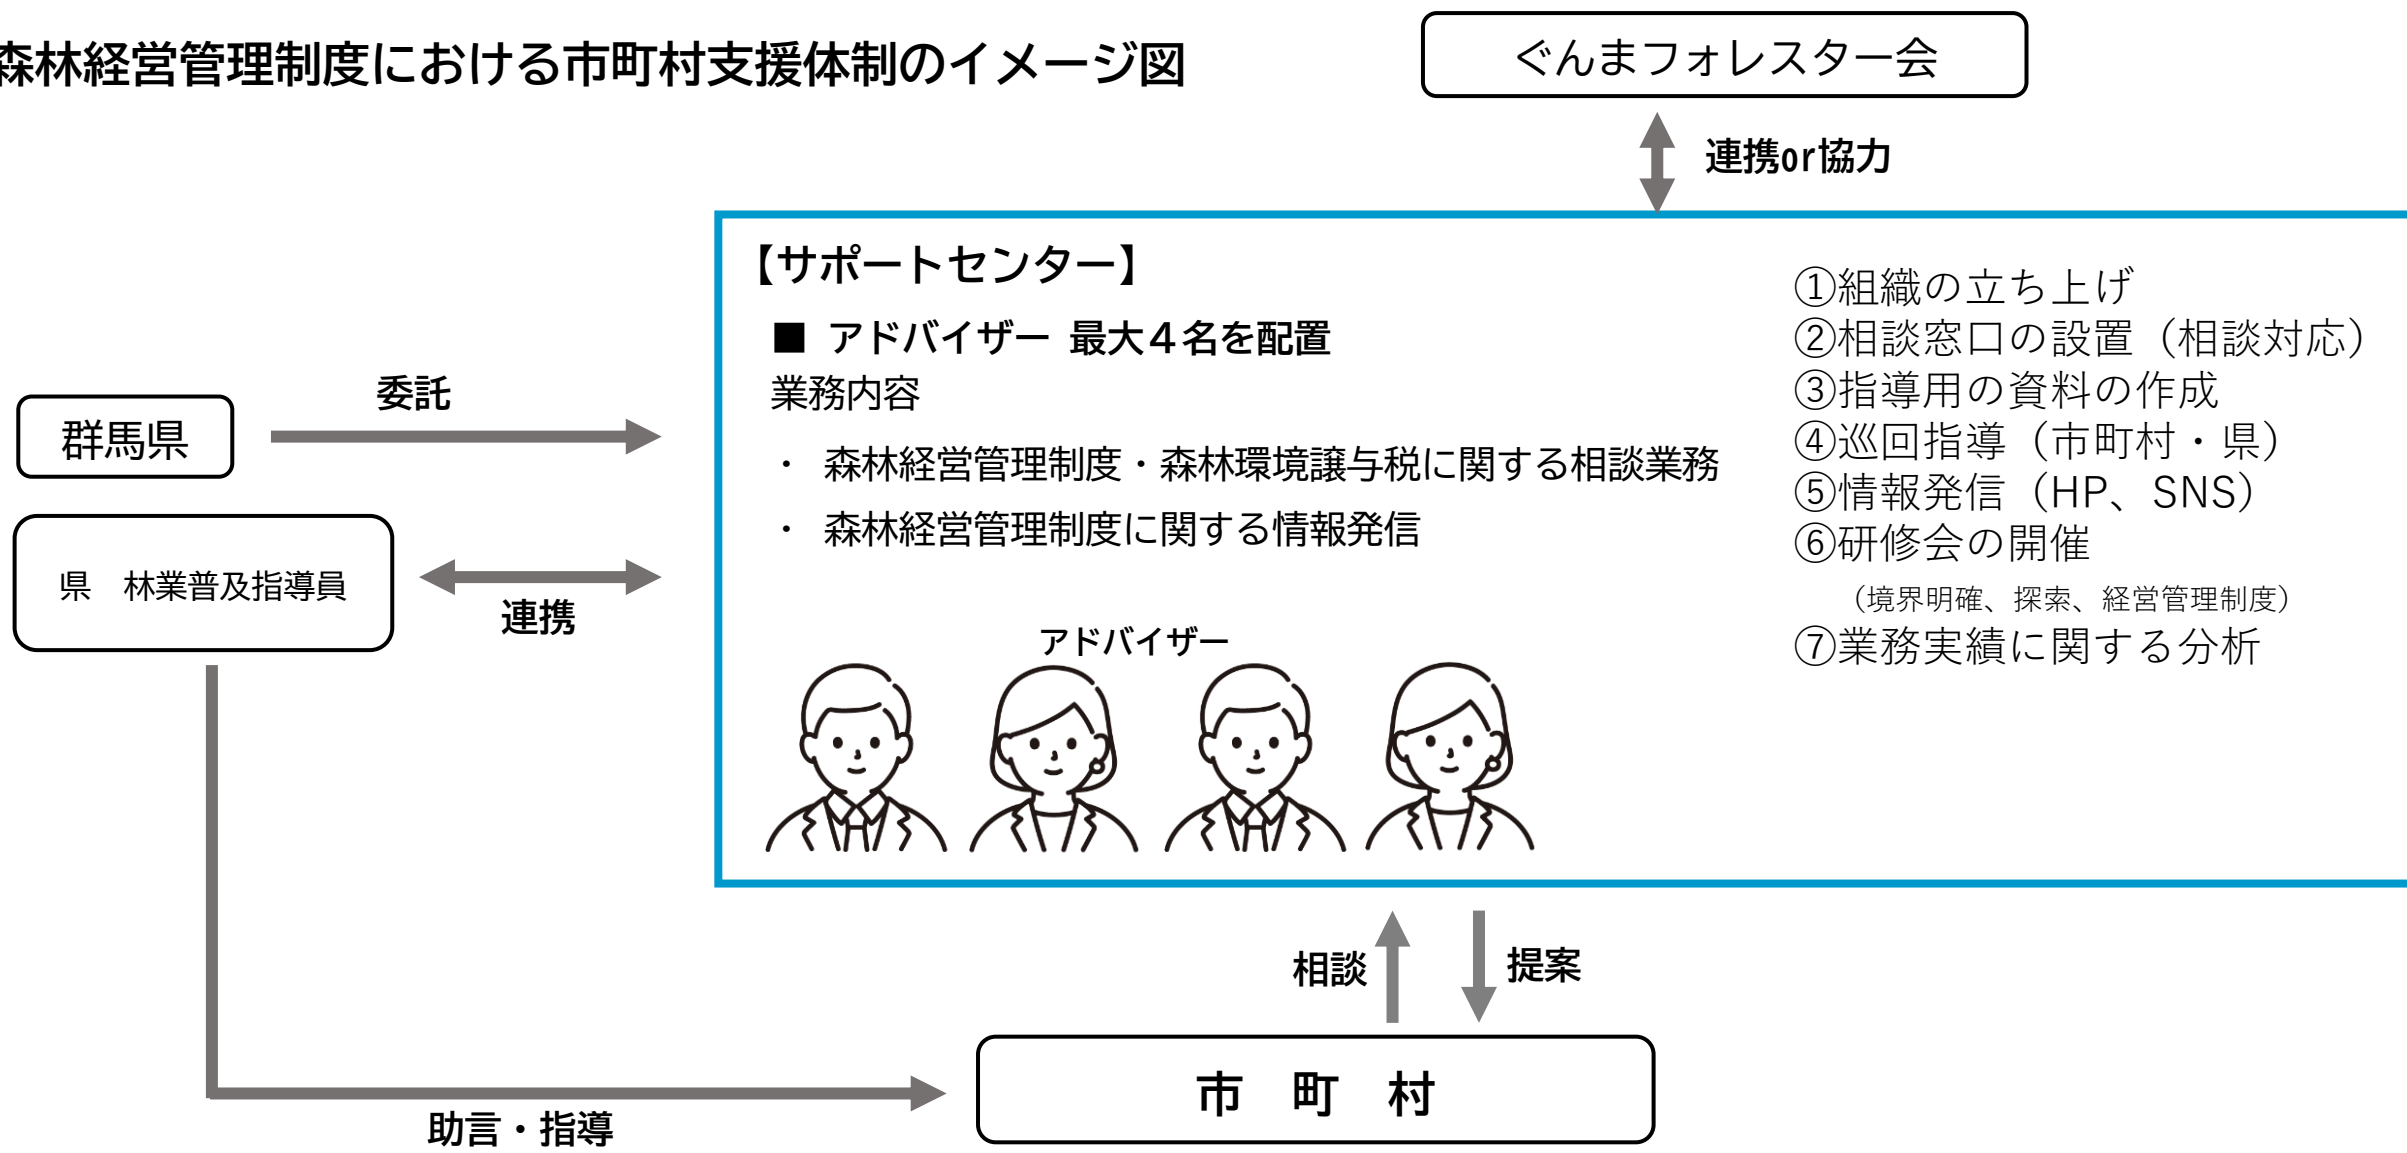 森林経営管理制度における市町村支援体制のイメージ図
ぐんまフォレスター会
連携or協力
【サポートセンター】
■ アドバイザー 最大４名を配置
業務内容
・ 森林経営管理制度・森林環境譲与税に関する相談業務
・ 森林経営管理制度に関する情報発信
アドバイザー
①組織の立ち上げ
②相談窓口の設置（相談対応）
③指導用の資料の作成
④巡回指導（市町村・県）
⑤情報発信（HP、SNS）
⑥研修会の開催
（境界明確、探索、経営管理制度）
⑦業務実績に関する分析
群馬県
委託
県　林業普及指導員
連携
相談
提案
市　町　村
助言・指導